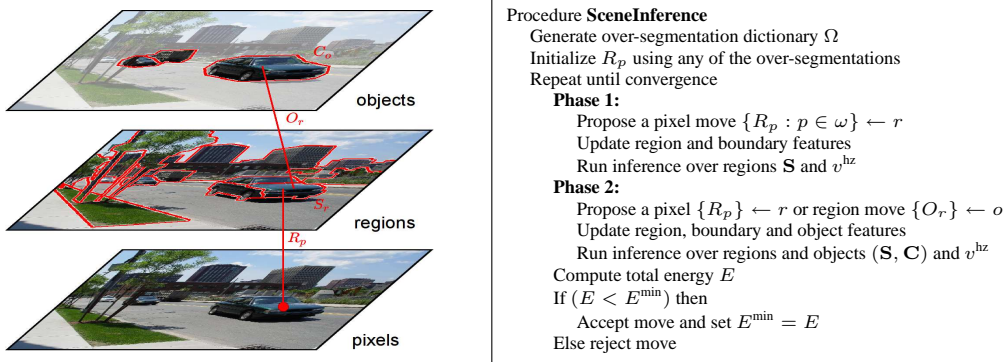 C_o
objects
O_r
S_r
regions
R_p
pixels
Procedure SceneInference
Generate over-segmentation dictionary Ω
Initialize R_p using any of the over-segmentations
Repeat until convergence
Phase 1:
Propose a pixel move {R_p : p ∈ ω} ← r
Update region and boundary features
Run inference over regions S and v^hz
Phase 2:
Propose a pixel {R_p} ← r or region move {O_r} ← o
Update region, boundary and object features
Run inference over regions and objects (S, C) and v^hz
Compute total energy E
If (E < E^min) then
Accept move and set E^min = E
Else reject move